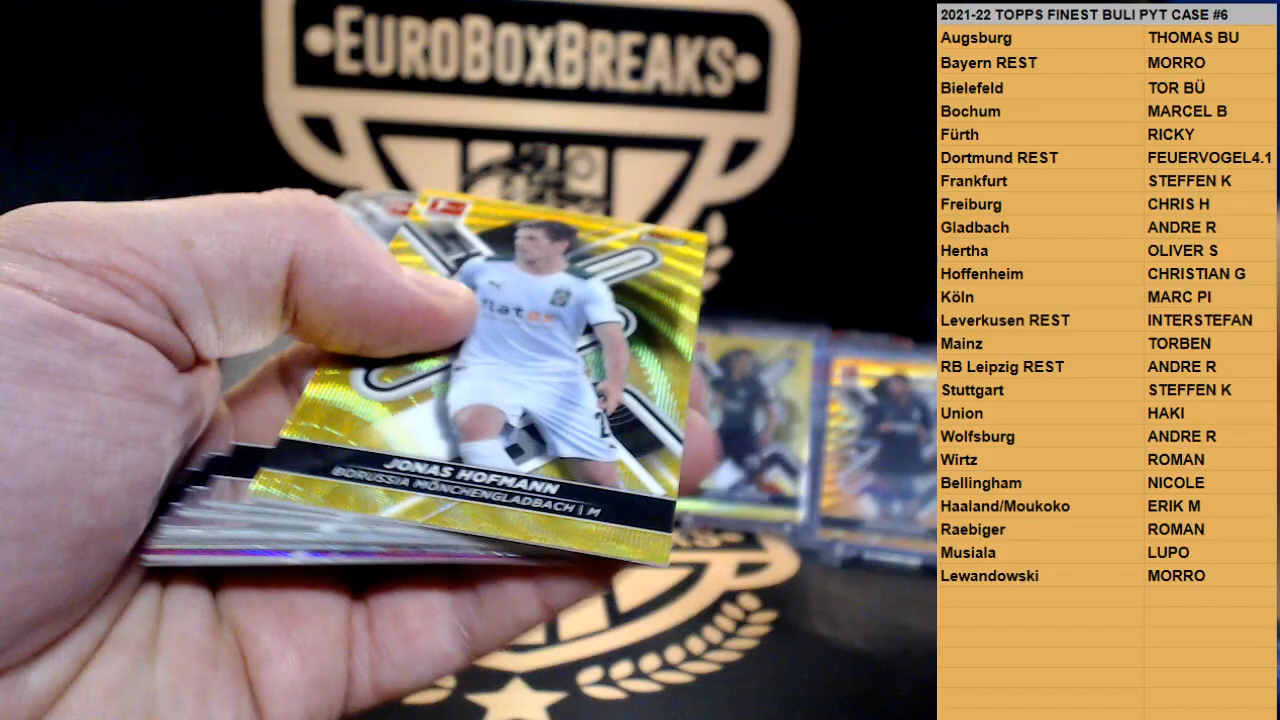 EUROBOXBREAKS
JONAS HOFMANN
BORUSSIA MÖNCHENGLADBACH | M
2021-22 TOPPS FINEST BULI PYT CASE #6
Augsburg THOMAS BU
Bayern REST MORRO
Bielefeld TOR BÜ
Bochum MARCEL B
Fürth RICKY
Dortmund REST FEUERVOGEL4.1
Frankfurt STEFFEN K
Freiburg CHRIS H
Gladbach ANDRE R
Hertha OLIVER S
Hoffenheim CHRISTIAN G
Köln MARC PI
Leverkusen REST INTERSTEFAN
Mainz TORBEN
RB Leipzig REST ANDRE R
Stuttgart STEFFEN K
Union HAKI
Wolfsburg ANDRE R
Wirtz ROMAN
Bellingham NICOLE
Haaland/Moukoko ERIK M
Raebiger ROMAN
Musiala LUPO
Lewandowski MORRO